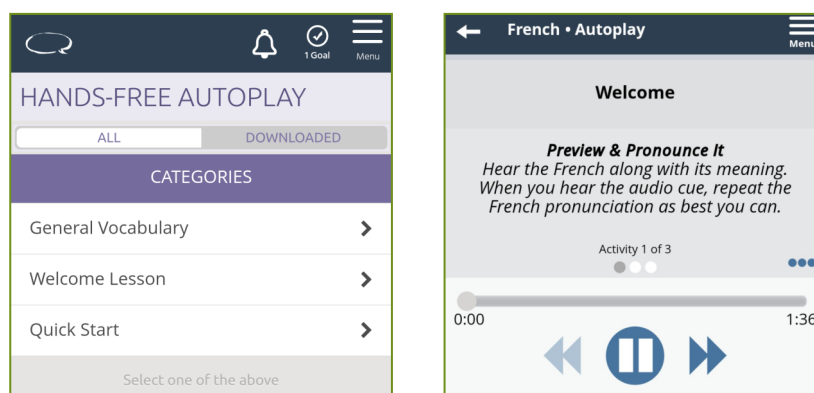 1 Goal
Menu
HANDS-FREE AUTOPLAY
ALL
DOWNLOADED
CATEGORIES
General Vocabulary
Welcome Lesson
Quick Start
Select one of the above
French • Autoplay
Menu
Welcome
Preview & Pronounce It
Hear the French along with its meaning.
When you hear the audio cue, repeat the
French pronunciation as best you can.
Activity 1 of 3
0:00
1:36